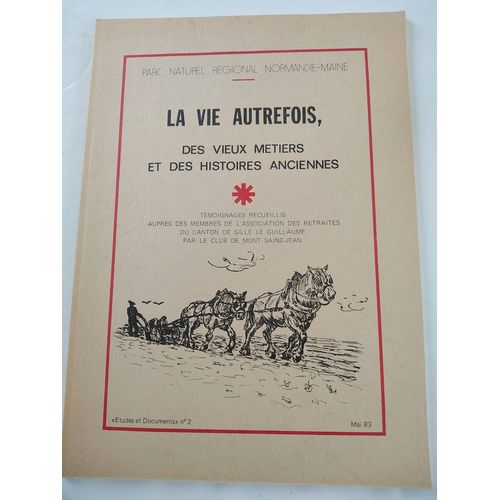 PARC NATUREL REGIONAL NORMANDIE-MAINE
LA VIE AUTREFOIS,
DES VIEUX METIERS
ET DES HISTOIRES ANCIENNES
TEMOIGNAGES RECUEILLIS
AUPRES DES MEMBRES DE L'ASSOCIATION DES RETRAITES
DU CANTON DE SILLE LE GUILLAUME
PAR LE CLUB DE MONT SAINT-JEAN
«Etudes et Documents» n° 2
Mai 83